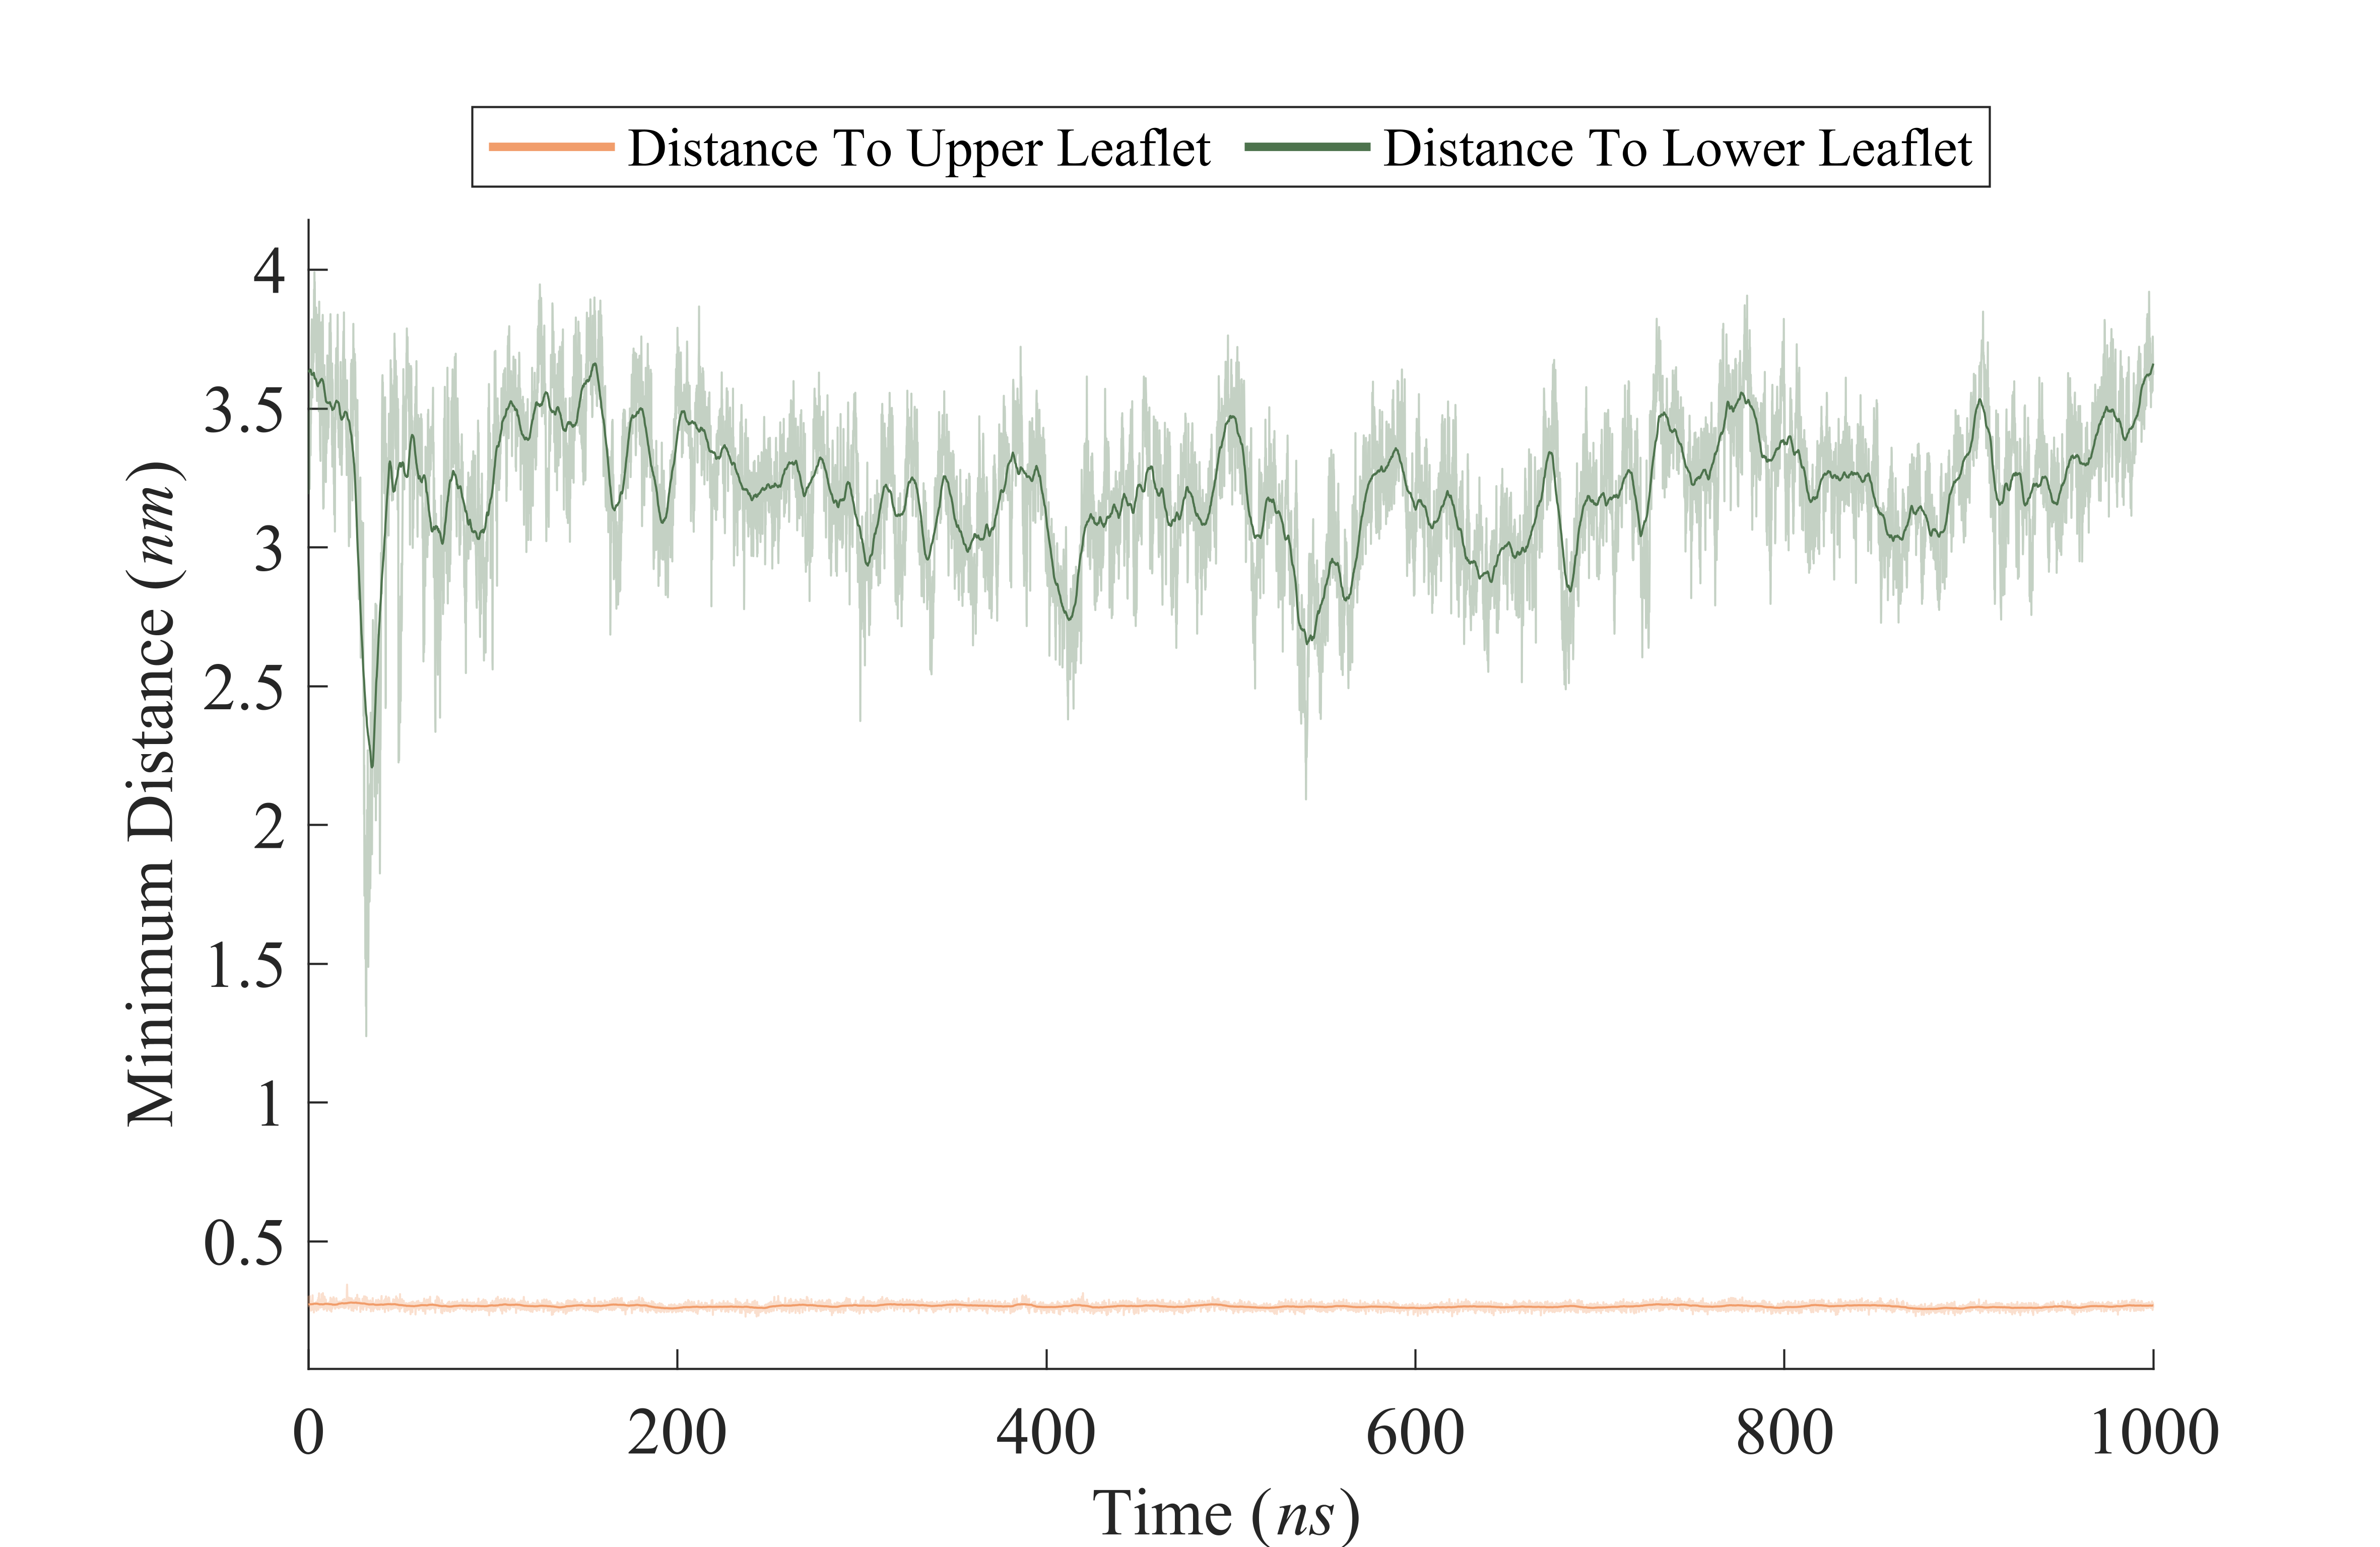 Distance To Upper Leaflet Distance To Lower Leaflet
4
3.5
3
2.5
2
1.5
1
0.5
Minimum Distance (nm)
0 200 400 600 800 1000
Time (ns)